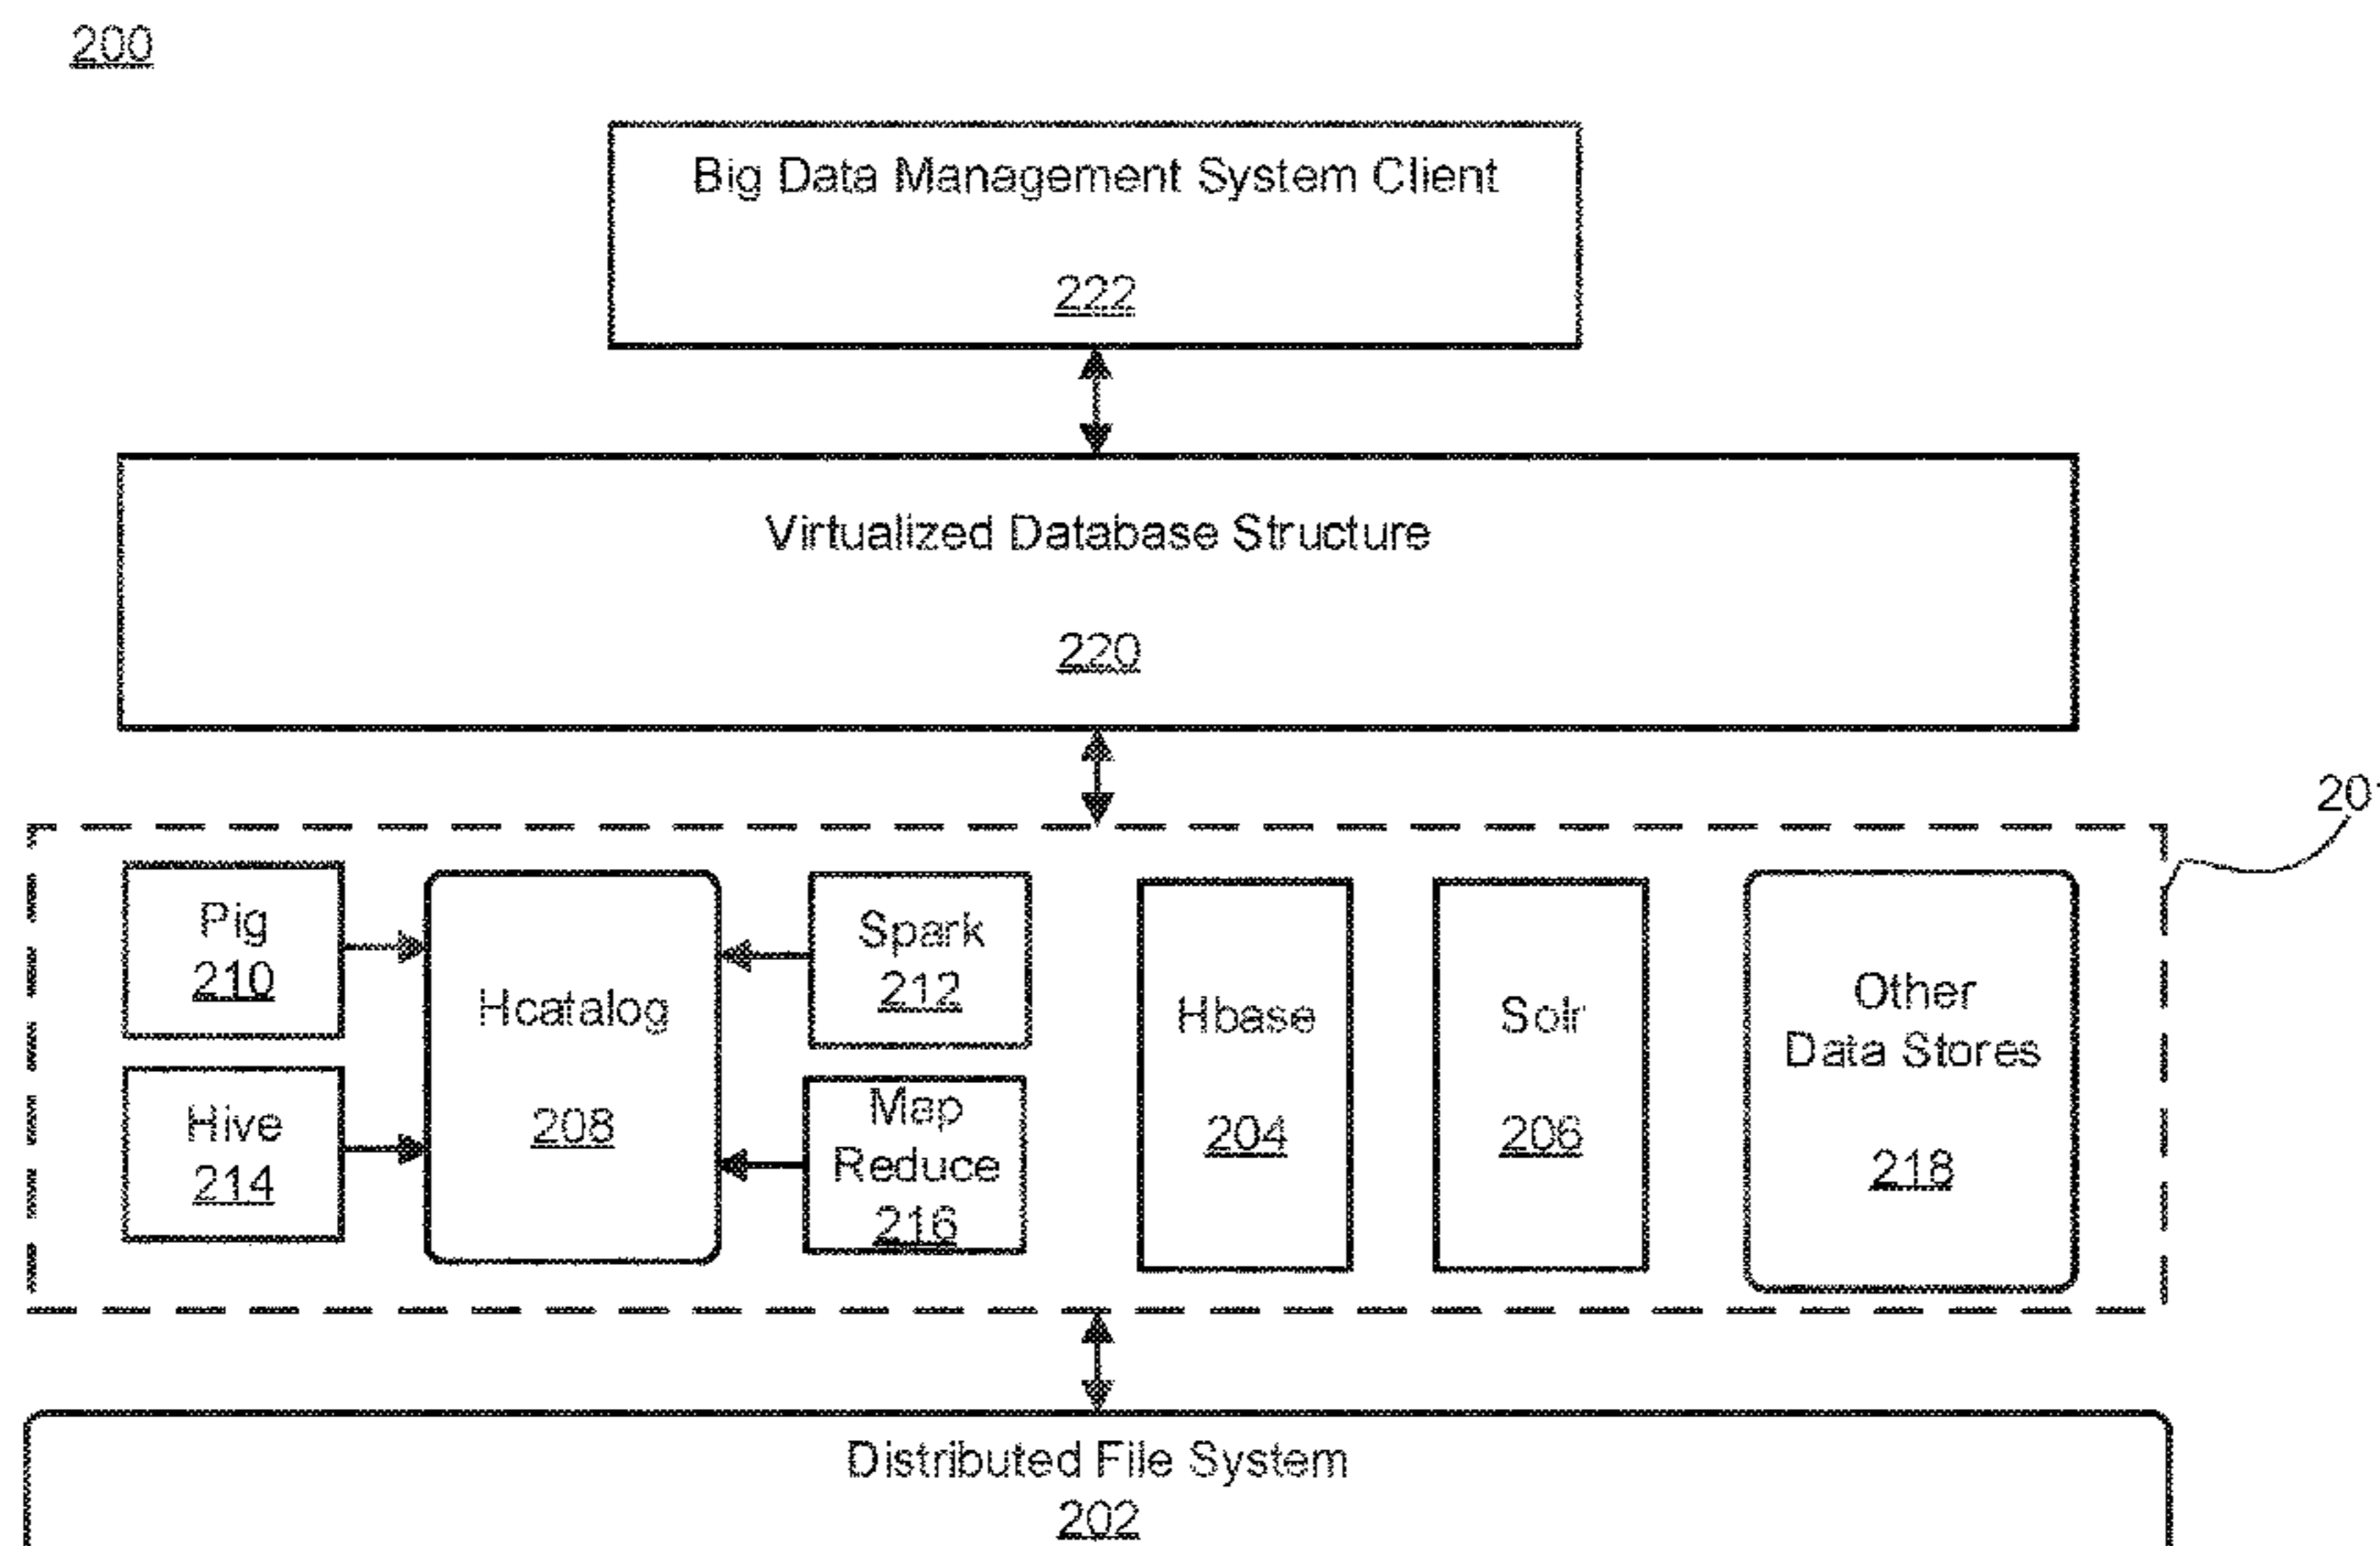 200
Big Data Management System Client
222
Virtualized Database Structure
220
Pig
210
Hive
214
Hcatalog
208
Spark
212
Map
Reduce
216
Hbase
204
Solr
206
Other
Data Stores
218
Distributed File System
202